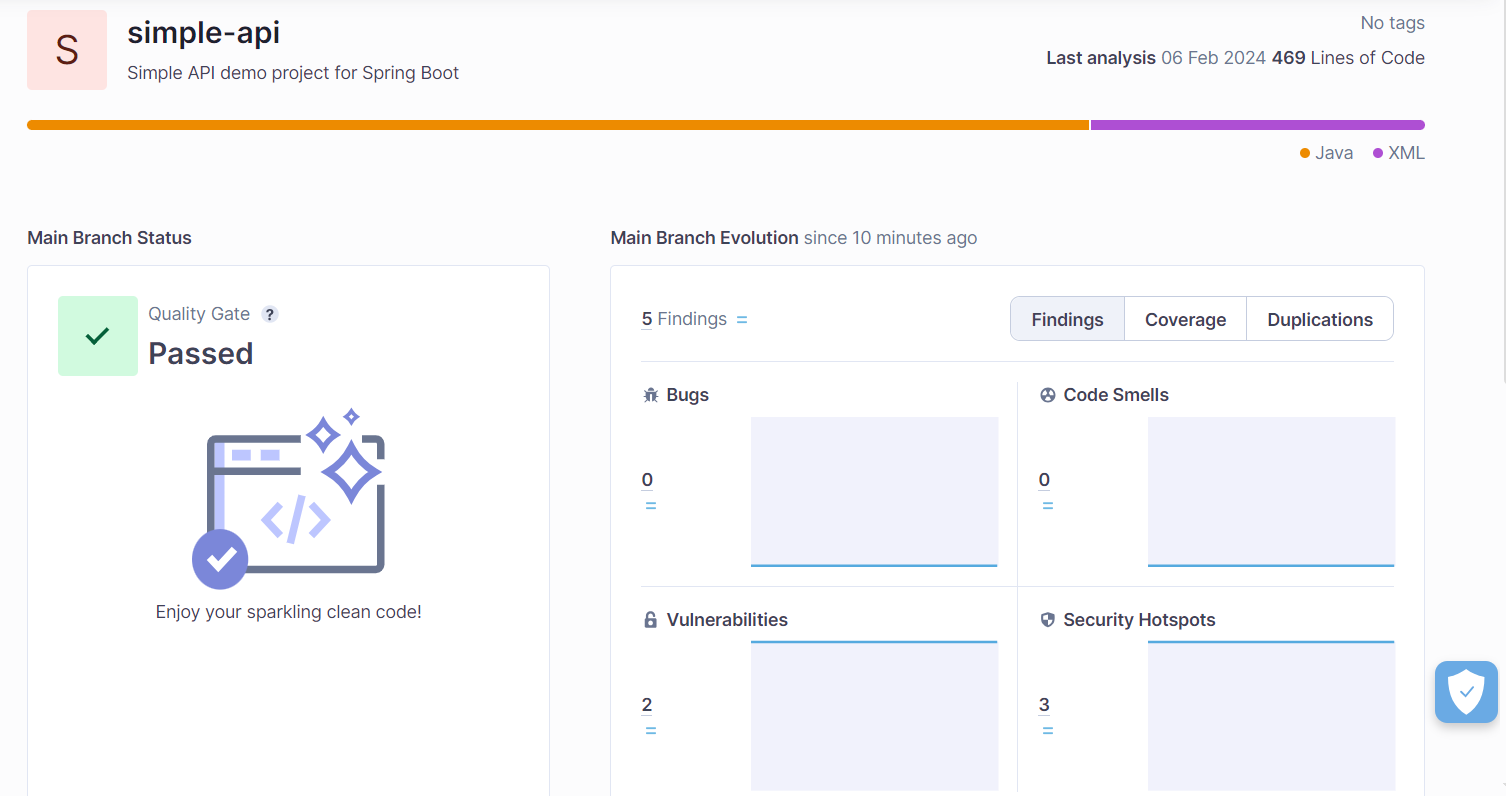 S
simple-api
Simple API demo project for Spring Boot
No tags
Last analysis 06 Feb 2024 469 Lines of Code
Java XML
Main Branch Status
Quality Gate ?
Passed
</>
Enjoy your sparkling clean code!
Main Branch Evolution since 10 minutes ago
5 Findings =
Findings Coverage Duplications
Bugs
0
=
Code Smells
0
=
Vulnerabilities
2
=
Security Hotspots
3
=